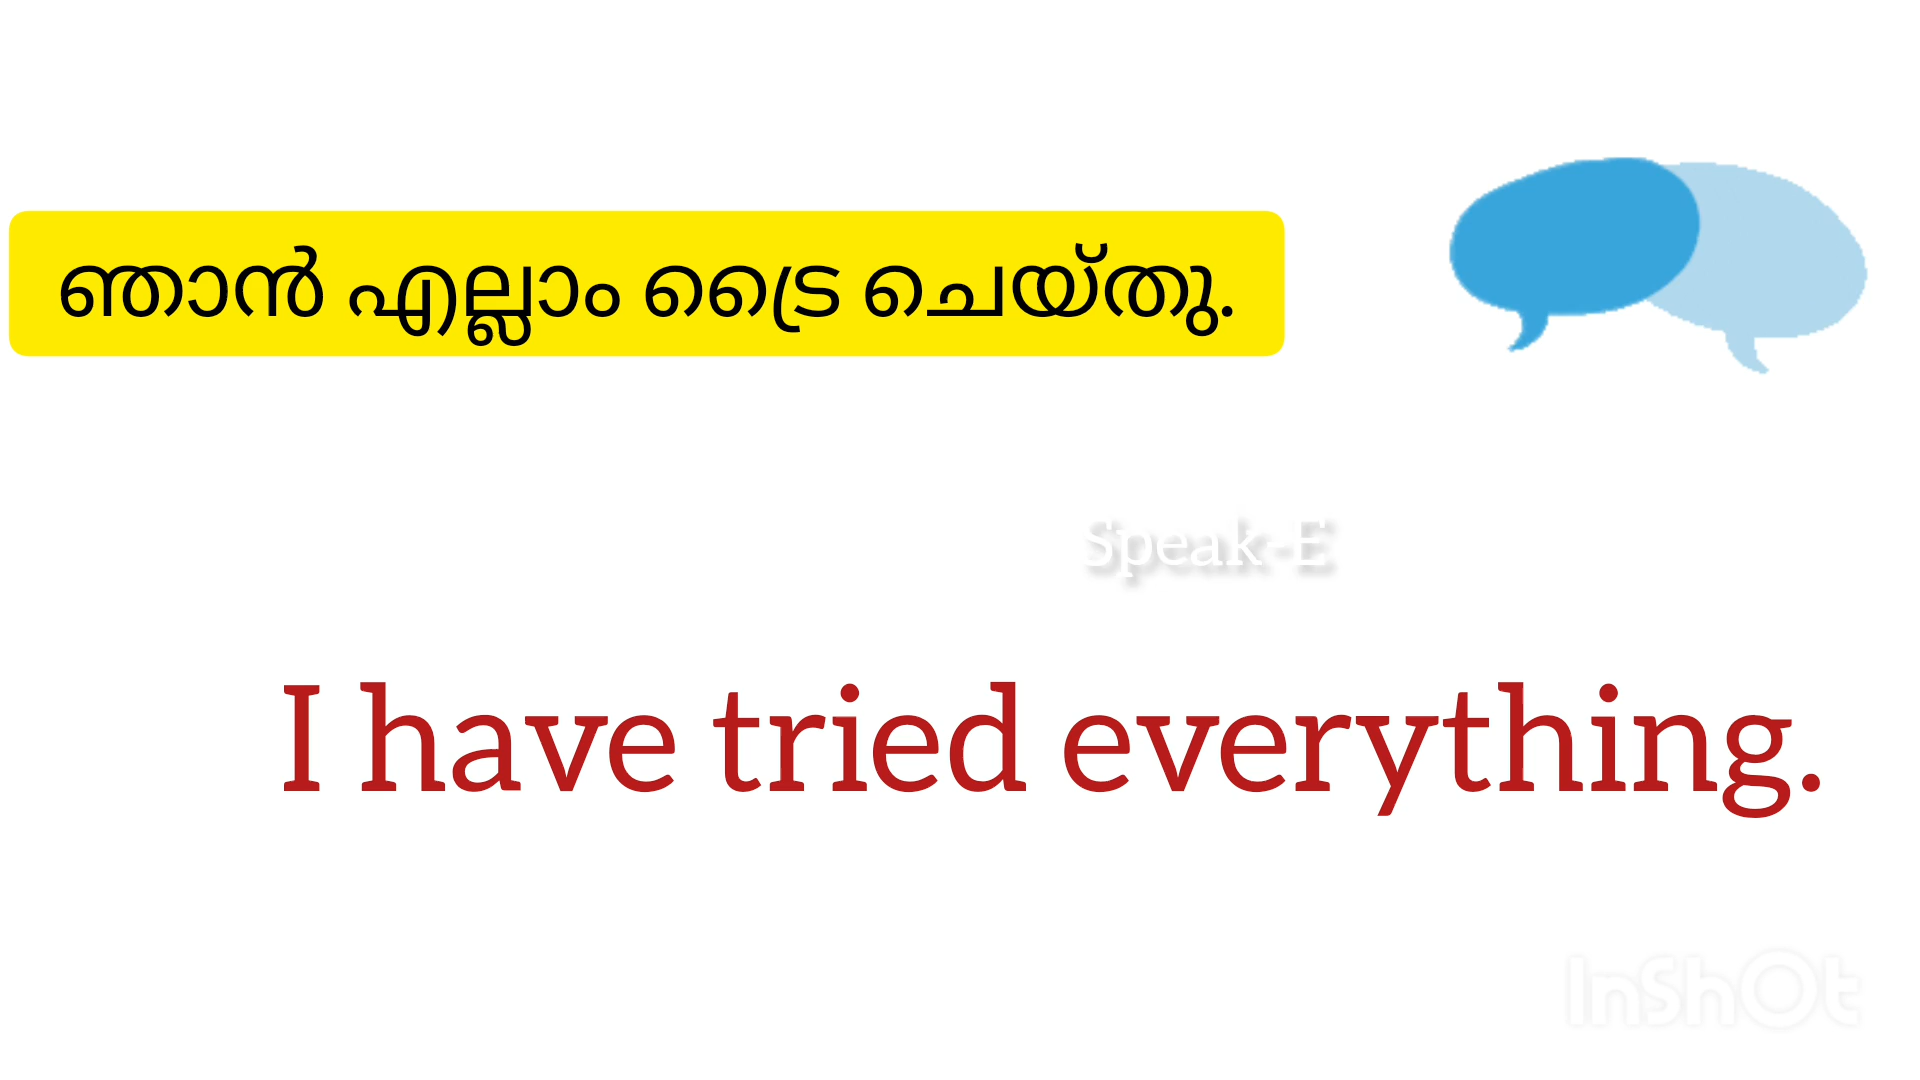 ഞാൻ എല്ലാം ട്രൈ ചെയ്തു.
Speak-E
I have tried everything.
InShOt